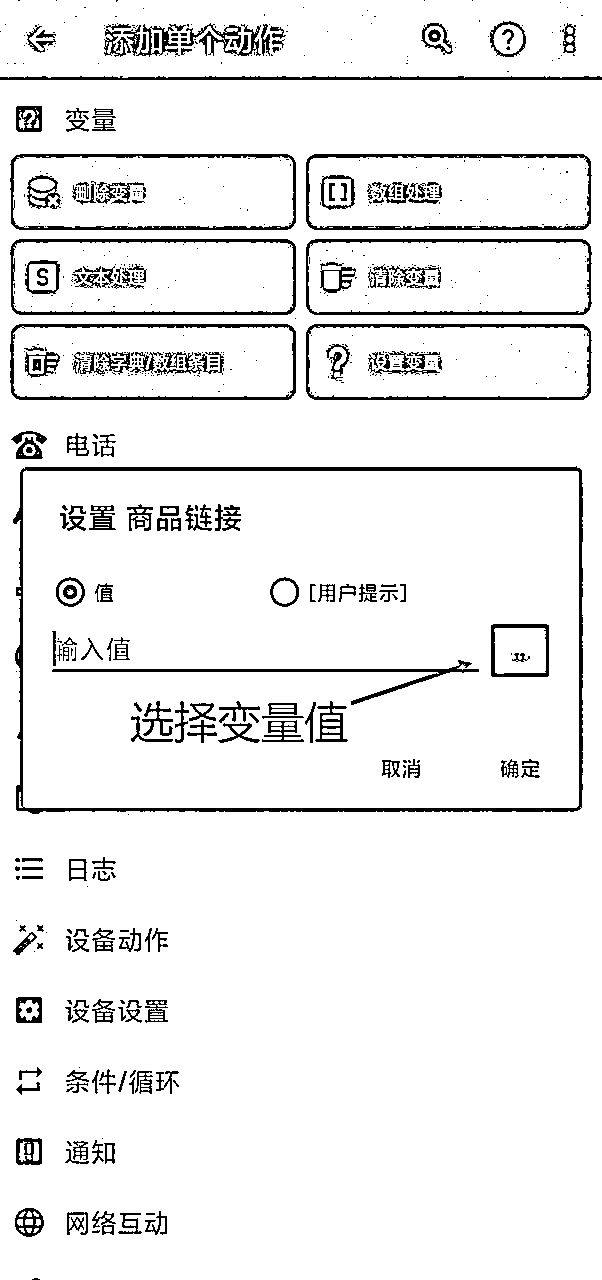 添加单个动作
变量
删除变量
数组处理
文本处理
清除变量
清除字典/数组条目
设置变量
电话
设置 商品链接
值
[用户提示]
输入值
...
选择变量值
取消
确定
日志
设备动作
设备设置
条件/循环
通知
网络互动